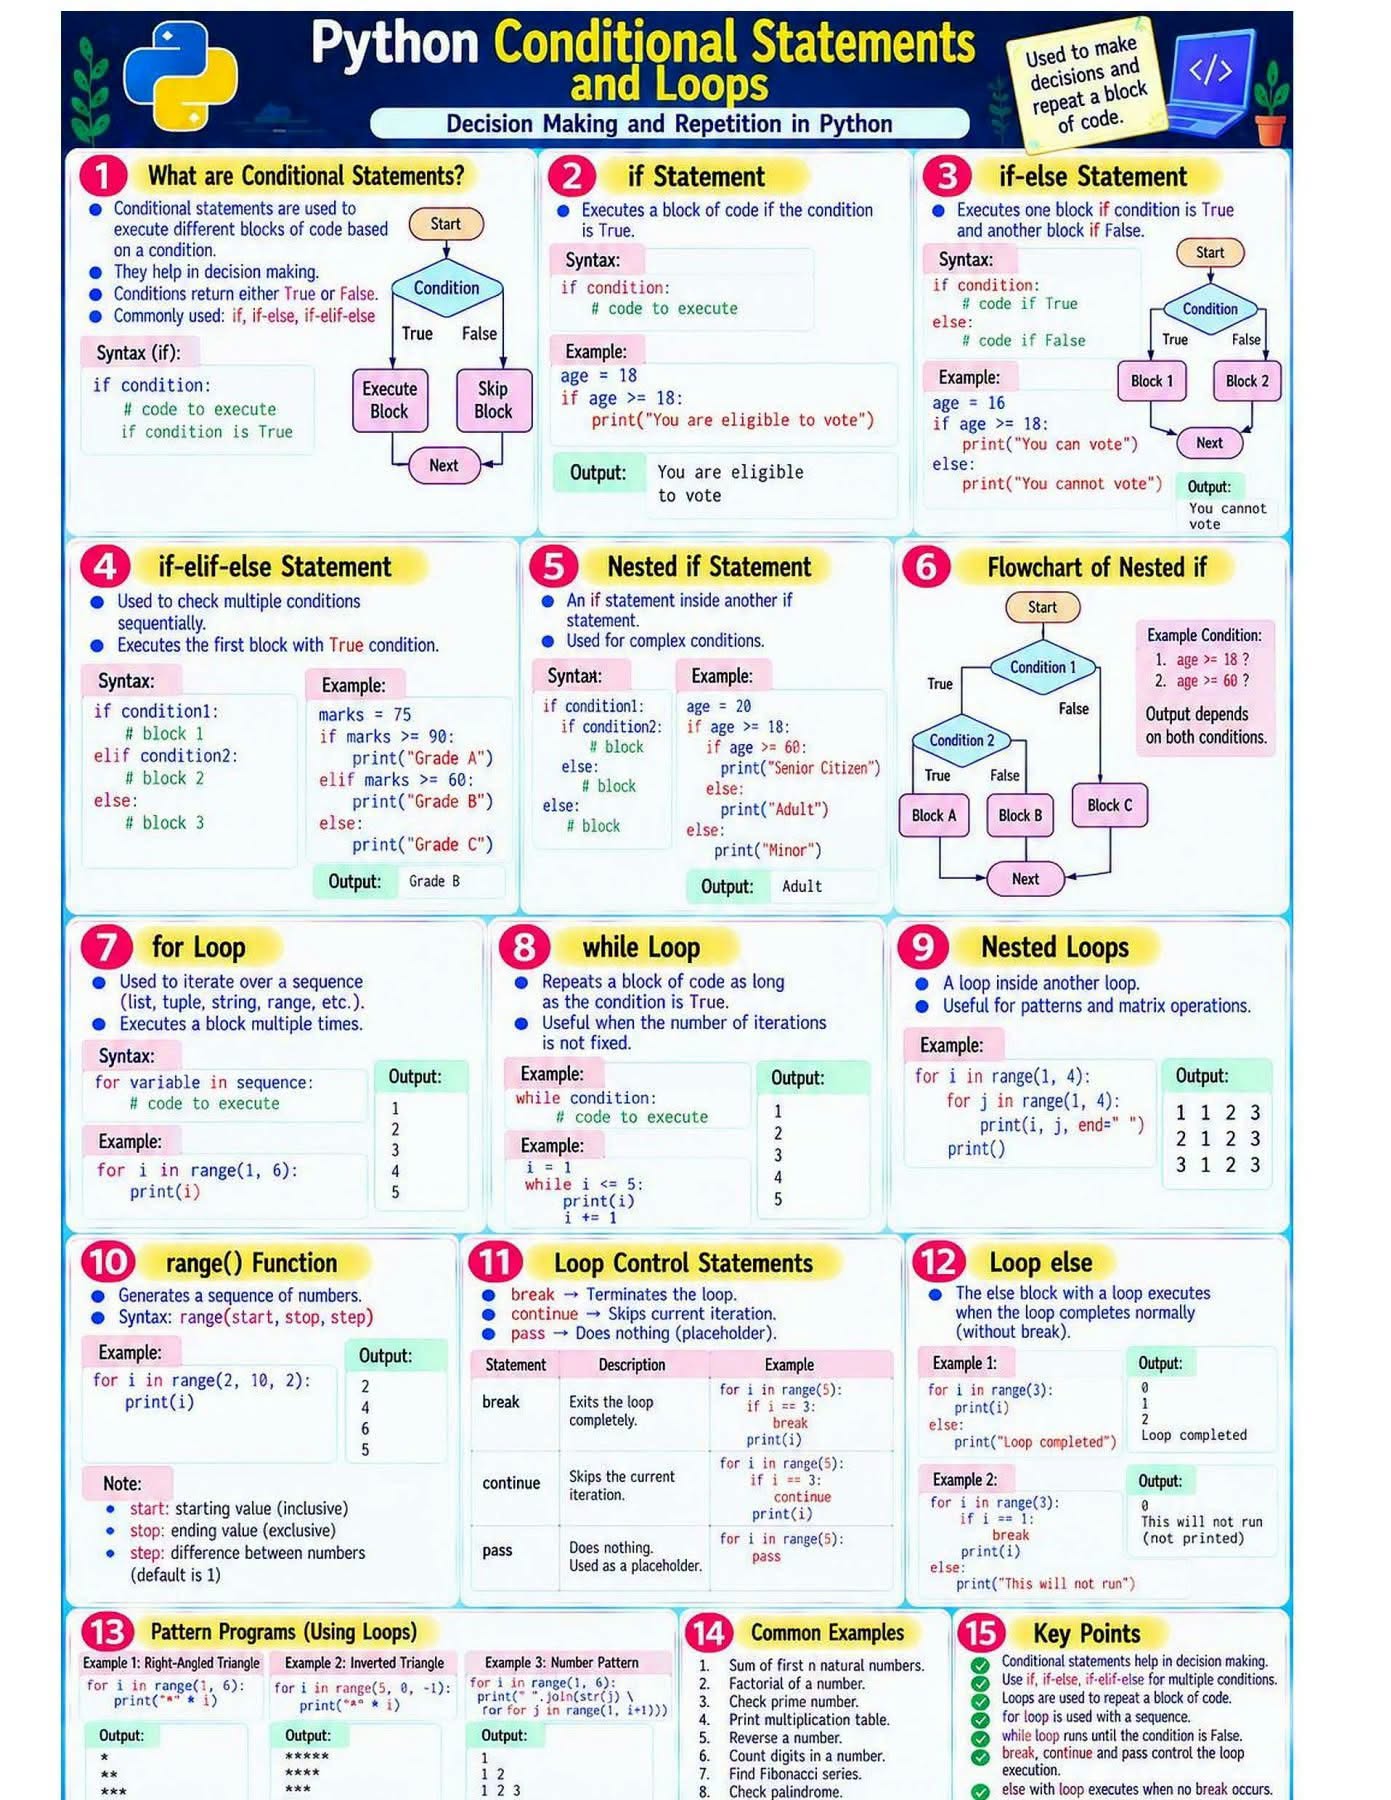 Python Conditional Statements
and Loops
Decision Making and Repetition in Python
Used to make
decisions and
repeat a block
of code.
</>
1 What are Conditional Statements?
Conditional statements are used to
execute different blocks of code based
on a condition.
They help in decision making.
Conditions return either True or False.
Commonly used: if, if-else, if-elif-else
Syntax (if):
if condition:
# code to execute
if condition is True
Start
Condition
True
False
Execute
Block
Skip
Block
Next
2 if Statement
Executes a block of code if the condition
is True.
Syntax:
if condition:
# code to execute
Example:
age = 18
if age >= 18:
print("You are eligible to vote")
Output:
You are eligible
to vote
3 if-else Statement
Executes one block if condition is True
and another block if False.
Syntax:
if condition:
# code if True
else:
# code if False
Example:
age = 16
if age >= 18:
print("You can vote")
else:
print("You cannot vote")
Start
Condition
True
False
Block 1
Block 2
Next
Output:
You cannot
vote
4 if-elif-else Statement
Used to check multiple conditions
sequentially.
Executes the first block with True condition.
Syntax:
if condition1:
# block 1
elif condition2:
# block 2
else:
# block 3
Example:
marks = 75
if marks >= 90:
print("Grade A")
elif marks >= 60:
print("Grade B")
else:
print("Grade C")
Output:
Grade B
5 Nested if Statement
An if statement inside another if
statement.
Used for complex conditions.
Syntax:
if condition1:
if condition2:
# block
else:
# block
else:
# block
Example:
age = 20
if age >= 18:
if age >= 60:
print("Senior Citizen")
else:
print("Adult")
else:
print("Minor")
Output:
Adult
6 Flowchart of Nested if
Start
Condition 1
True
False
Condition 2
True
False
Block A
Block B
Block C
Next
Example Condition:
1. age >= 18 ?
2. age >= 60 ?
Output depends
on both conditions.
7 for Loop
Used to iterate over a sequence
(list, tuple, string, range, etc.).
Executes a block multiple times.
Syntax:
for variable in sequence:
# code to execute
Example:
for i in range(1, 6):
print(i)
Output:
1
2
3
4
5
8 while Loop
Repeats a block of code as long
as the condition is True.
Useful when the number of iterations
is not fixed.
Example:
while condition:
# code to execute
Example:
i = 1
while i <= 5:
print(i)
i += 1
Output:
1
2
3
4
5
9 Nested Loops
A loop inside another loop.
Useful for patterns and matrix operations.
Example:
for i in range(1, 4):
for j in range(1, 4):
print(i, j, end=" ")
print()
Output:
1 1 2 3
2 1 2 3
3 1 2 3
10 range() Function
Generates a sequence of numbers.
Syntax: range(start, stop, step)
Example:
for i in range(2, 10, 2):
print(i)
Output:
2
4
6
5
Note:
start: starting value (inclusive)
stop: ending value (exclusive)
step: difference between numbers
(default is 1)
11 Loop Control Statements
break → Terminates the loop.
continue → Skips current iteration.
pass → Does nothing (placeholder).
Statement Description Example
break
Exits the loop
completely.
for i in range(5):
if i == 3:
break
print(i)
continue
Skips the current
iteration.
for i in range(5):
if i == 3:
continue
print(i)
pass
Does nothing.
Used as a placeholder.
for i in range(5):
pass
12 Loop else
The else block with a loop executes
when the loop completes normally
(without break).
Example 1:
for i in range(3):
print(i)
else:
print("Loop completed")
Output:
0
1
2
Loop completed
Example 2:
for i in range(3):
if i == 1:
break
print(i)
else:
print("This will not run")
Output:
0
This will not run
(not printed)
13 Pattern Programs (Using Loops)
Example 1: Right-Angled Triangle
for i in range(1, 6):
print("*" * i)
Output:
*
**
***
Example 2: Inverted Triangle
for i in range(5, 0, -1):
print("*" * i)
Output:
*****
****
***
Example 3: Number Pattern
for i in range(1, 6):
print(" ".join(str(j) \
for for j in range(1, i+1)))
Output:
1
1 2
1 2 3
14 Common Examples
1. Sum of first n natural numbers.
2. Factorial of a number.
3. Check prime number.
4. Print multiplication table.
5. Reverse a number.
6. Count digits in a number.
7. Find Fibonacci series.
8. Check palindrome.
15 Key Points
Conditional statements help in decision making.
Use if, if-else, if-elif-else for multiple conditions.
Loops are used to repeat a block of code.
for loop is used with a sequence.
while loop runs until the condition is False.
break, continue and pass control the loop
execution.
else with loop executes when no break occurs.